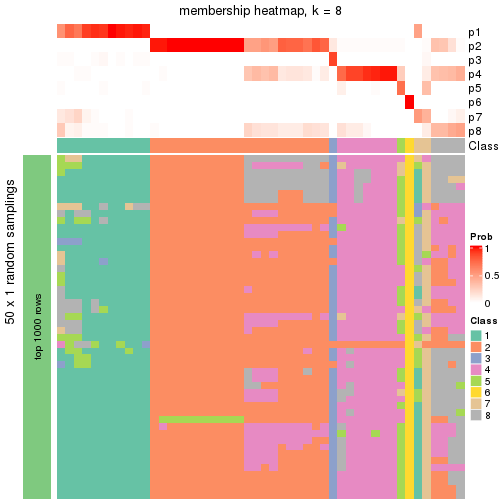 membership heatmap, k = 8
p1
p2
p3
p4
p5
p6
p7
p8
Class
50 x 1 random samplings
top 1000 rows
Prob
1
0.5
0
Class
1
2
3
4
5
6
7
8